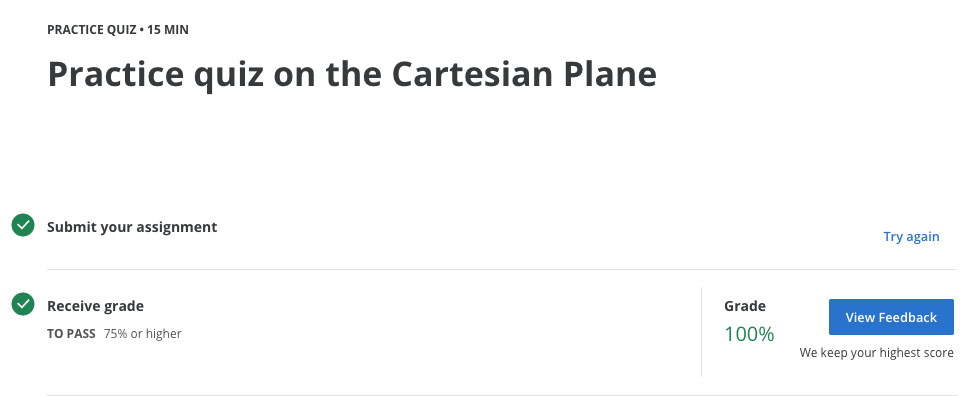 PRACTICE QUIZ • 15 MIN
Practice quiz on the Cartesian Plane
Submit your assignment
Try again
Receive grade
TO PASS 75% or higher
Grade
100%
View Feedback
We keep your highest score